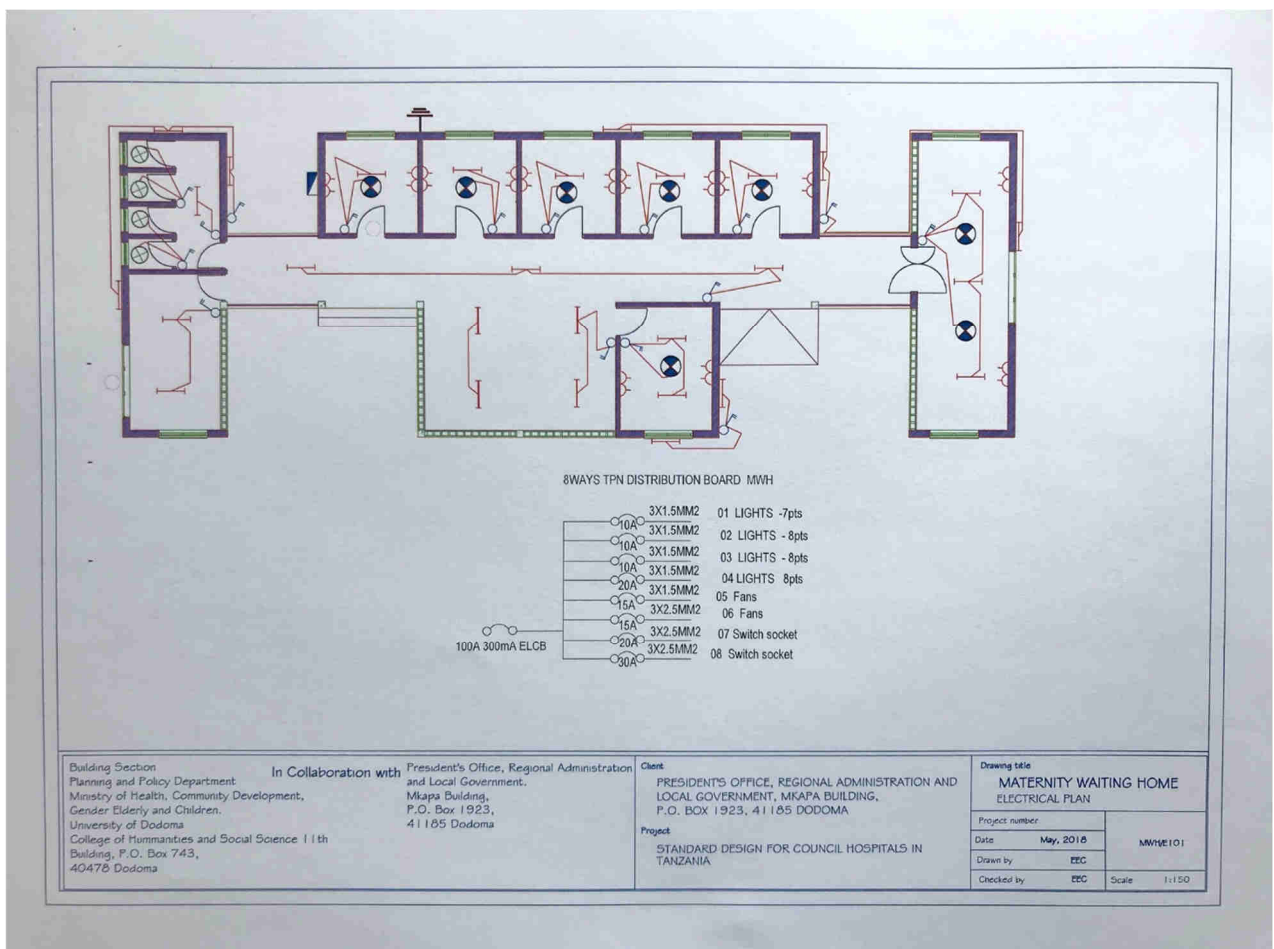 8WAYS TPN DISTRIBUTION BOARD MWH
3X1.5MM2 01 LIGHTS -7pts
10A
3X1.5MM2 02 LIGHTS - 8pts
10A
3X1.5MM2 03 LIGHTS - 8pts
10A
3X1.5MM2 04 LIGHTS 8pts
20A
3X1.5MM2 05 Fans
15A
3X2.5MM2 06 Fans
15A
3X2.5MM2 07 Switch socket
20A
3X2.5MM2 08 Switch socket
30A
100A 300mA ELCB
Building Section
Planning and Policy Department
Ministry of Health, Community Development,
Gender Elderly and Children.
University of Dodoma
College of Hummanities and Social Science 11th
Building, P.O. Box 743,
40478 Dodoma
In Collaboration with
President's Office, Regional Administration
and Local Government.
Mkapa Building,
P.O. Box 1923,
41185 Dodoma
Client
PRESIDENT'S OFFICE, REGIONAL ADMINISTRATION AND
LOCAL GOVERNMENT, MKAPA BUILDING,
P.O. BOX 1923, 41185 DODOMA
Project
STANDARD DESIGN FOR COUNCIL HOSPITALS IN
TANZANIA
Drawing title
MATERNITY WAITING HOME
ELECTRICAL PLAN
Project number
Date May, 2018
MWH/E101
Drawn by EEC
Checked by EEC
Scale 1:150